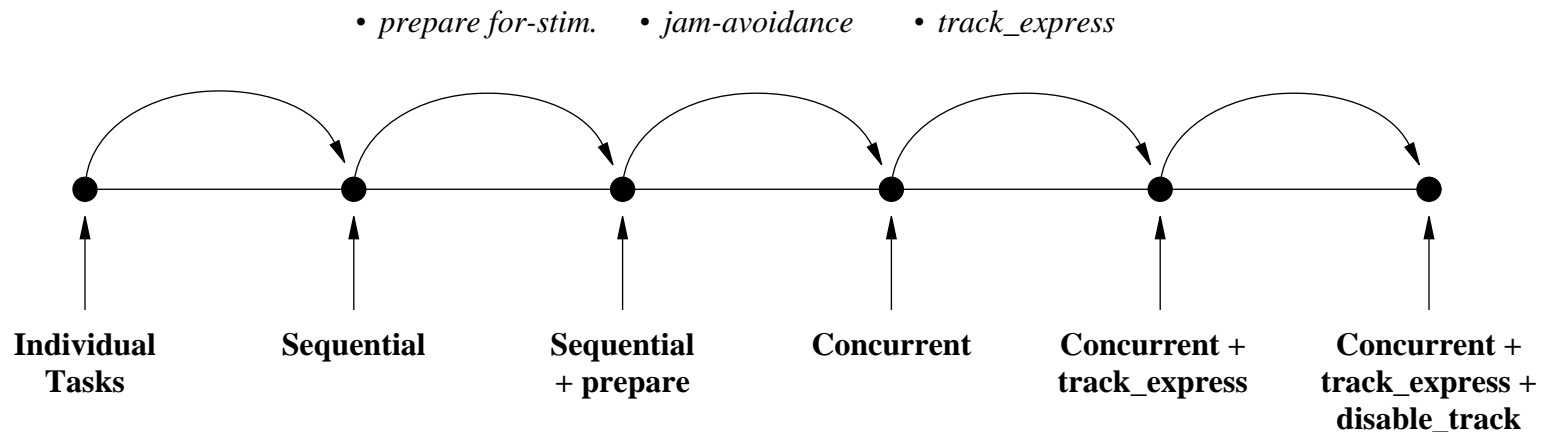 • prepare for-stim. • jam-avoidance • track_express
Individual
Tasks
Sequential
Sequential
+ prepare
Concurrent
Concurrent +
track_express
Concurrent +
track_express +
disable_track